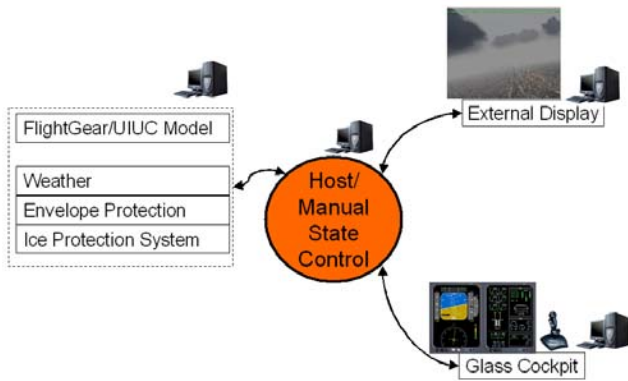 FlightGear/UIUC Model
Weather
Envelope Protection
Ice Protection System
Host/
Manual
State
Control
External Display
Glass Cockpit